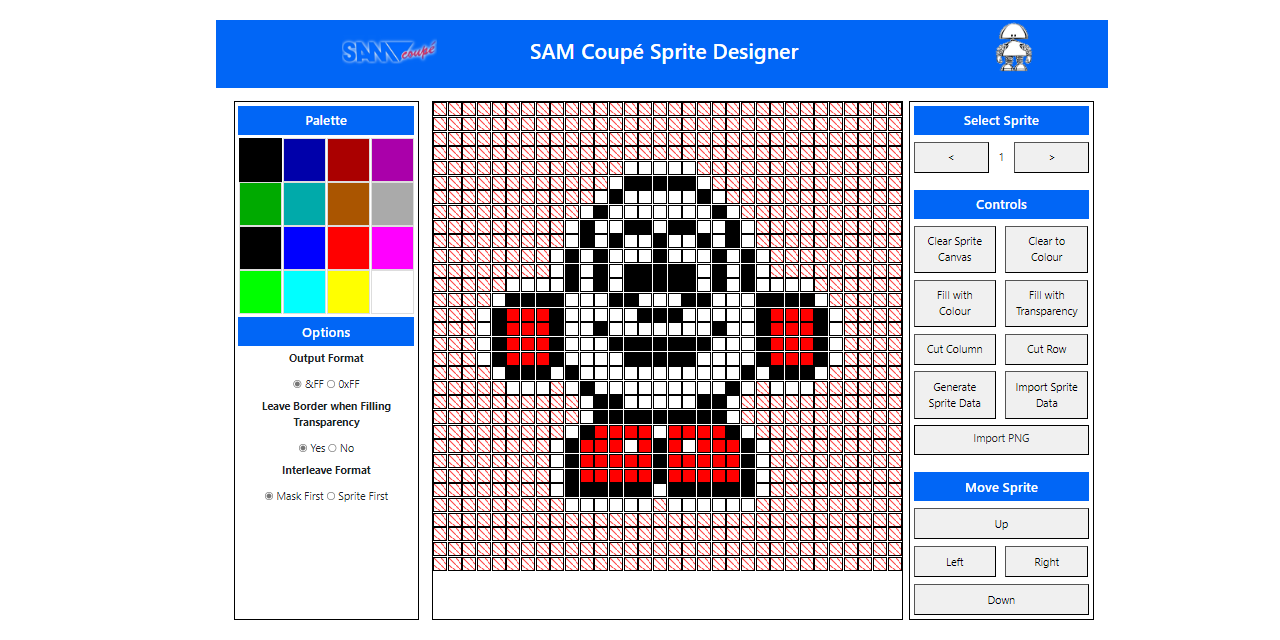 SAM coupé
SAM Coupé Sprite Designer
Palette
Options
Output Format
&FF 0xFF
Leave Border when Filling
Transparency
Yes No
Interleave Format
Mask First Sprite First
Select Sprite
< 1 >
Controls
Clear Sprite
Canvas
Clear to
Colour
Fill with
Colour
Fill with
Transparency
Cut Column
Cut Row
Generate
Sprite Data
Import Sprite
Data
Import PNG
Move Sprite
Up
Left
Right
Down